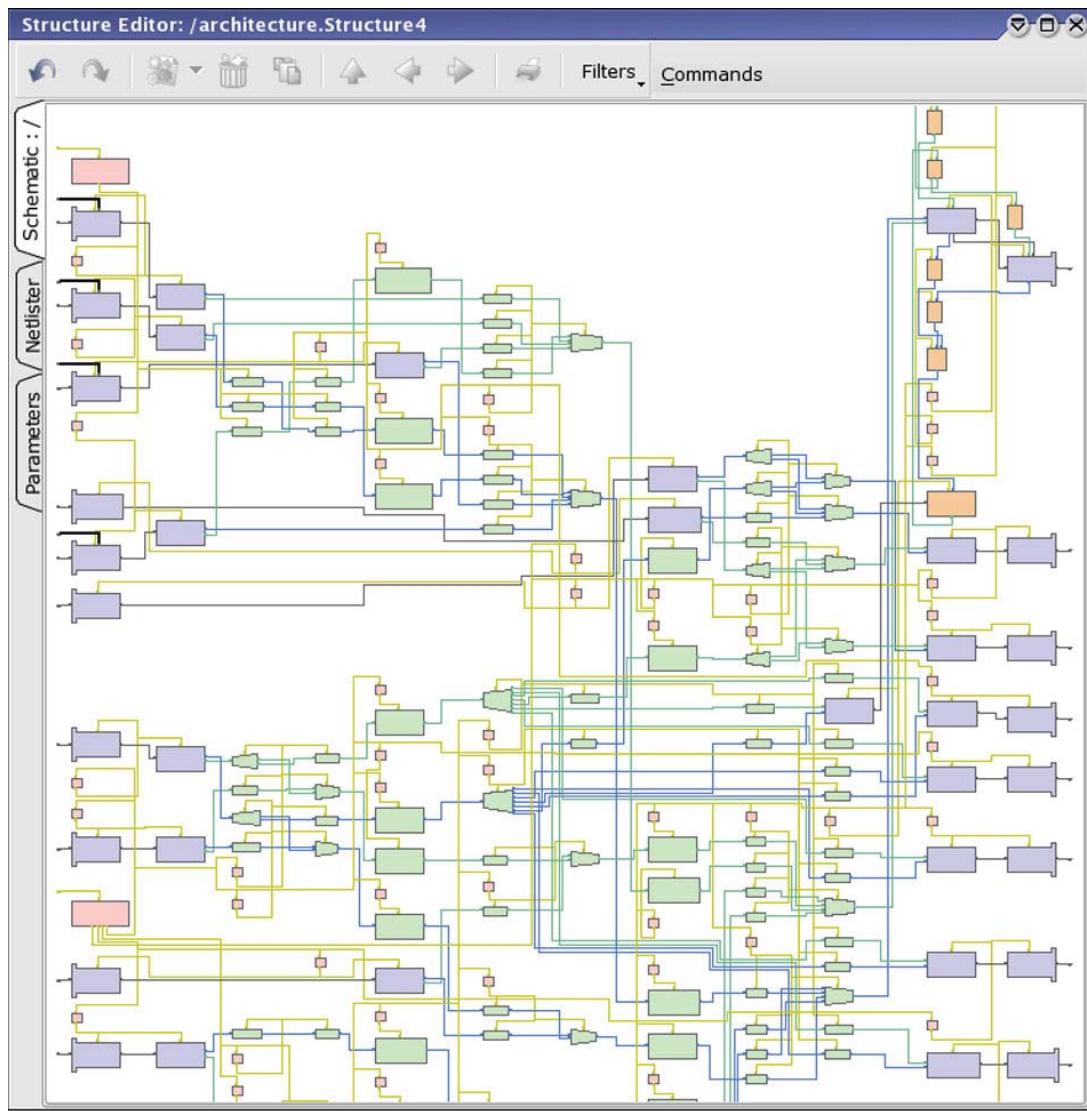 Structure Editor: /architecture.Structure4
Filters
Commands
Schematic : /
Netlister
Parameters